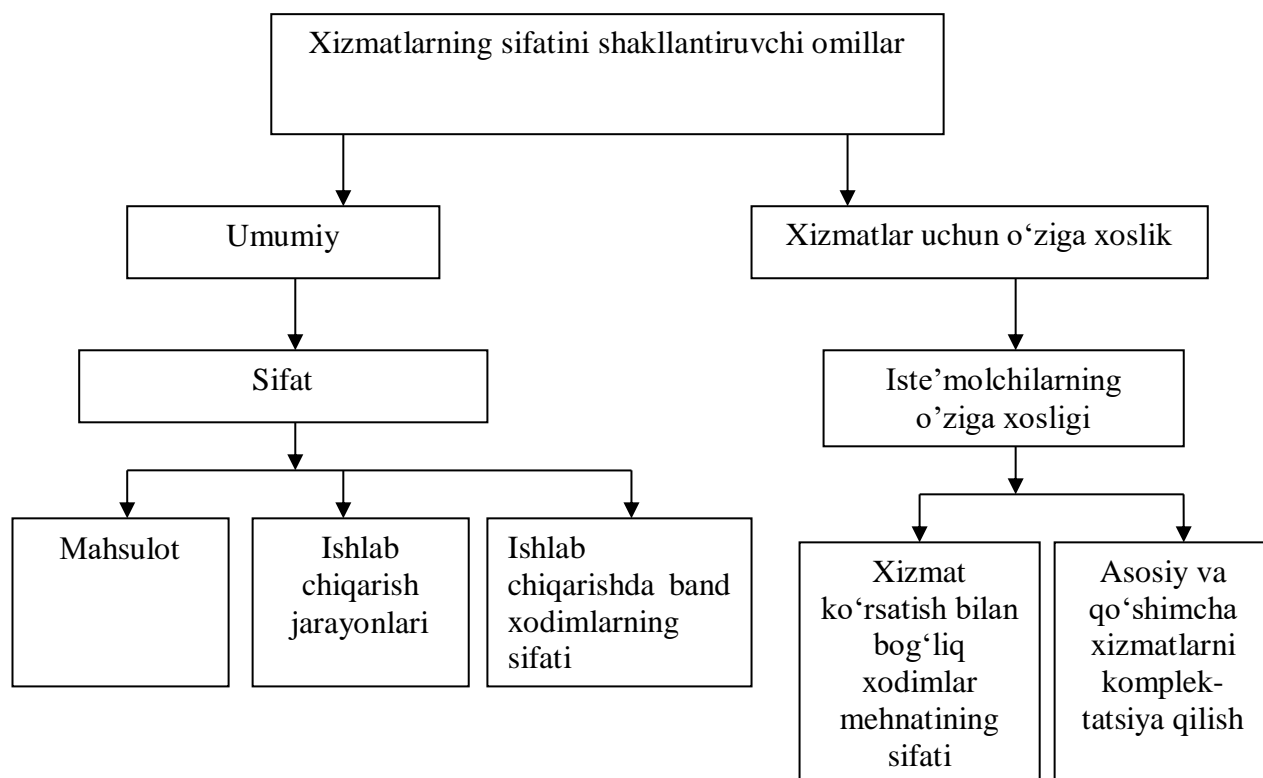 Xizmatlarning sifatini shakllantiruvchi omillar
Umumiy
Xizmatlar uchun o‘ziga xoslik
Sifat
Iste’molchilarning
o’ziga xosligi
Mahsulot
Ishlab
chiqarish
jarayonlari
Ishlab
chiqarishda band
xodimlarning
sifati
Xizmat
ko‘rsatish bilan
bog‘liq
xodimlar
mehnatining
sifati
Asosiy va
qo‘shimcha
xizmatlarni
komplek-
tatsiya qilish